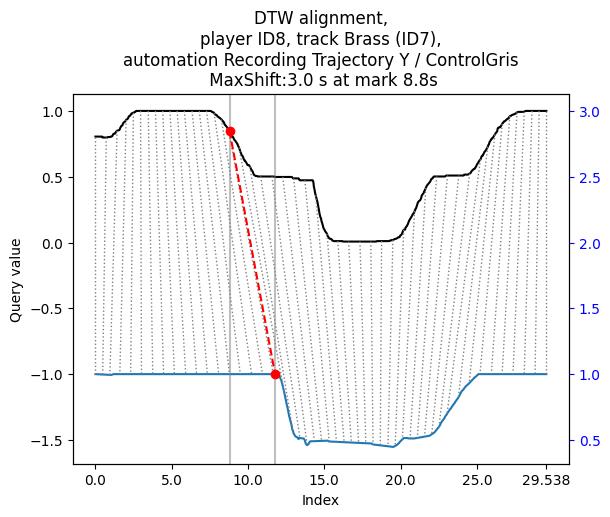 DTW alignment,
player ID8, track Brass (ID7),
automation Recording Trajectory Y / ControlGris
MaxShift:3.0 s at mark 8.8s
1.0
0.5
0.0
−0.5
−1.0
−1.5
Query value
3.0
2.5
2.0
1.5
1.0
0.5
0.0 5.0 10.0 15.0 20.0 25.0 29.538
Index